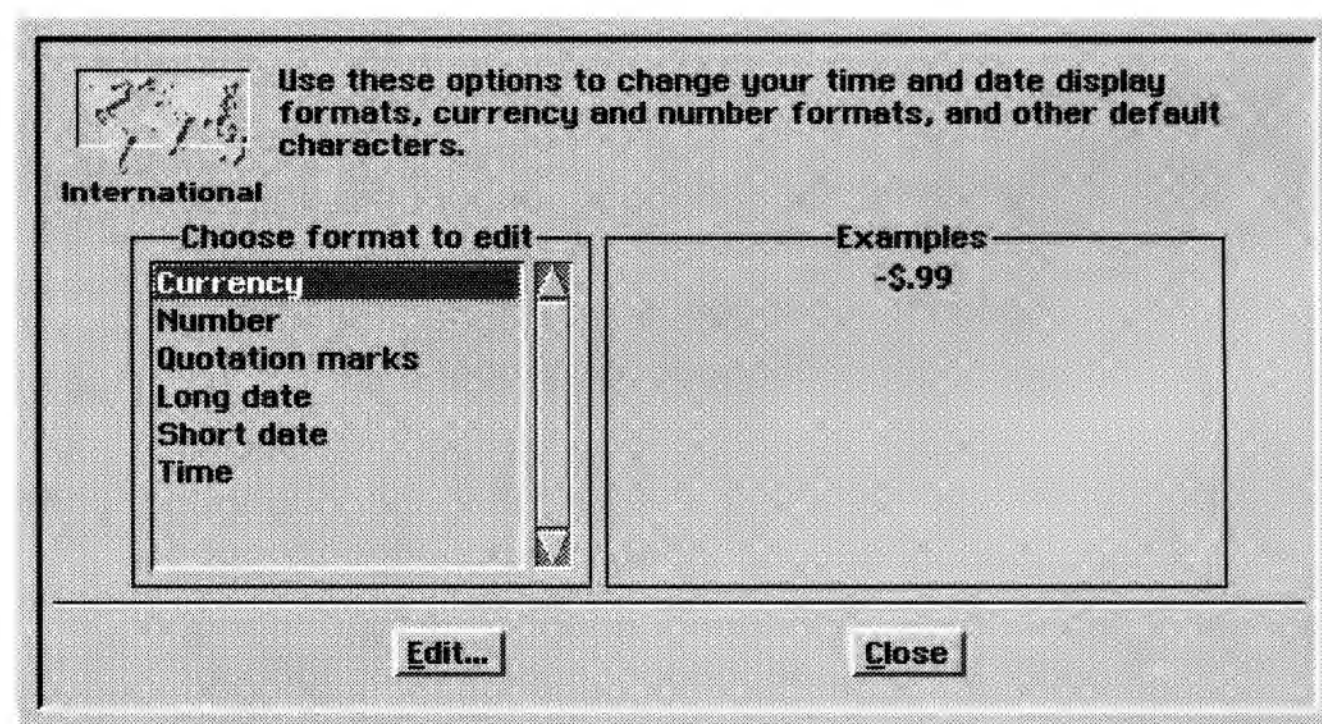 Use these options to change your time and date display
formats, currency and number formats, and other default
characters.
International
Choose format to edit
Currency
Number
Quotation marks
Long date
Short date
Time
Examples
-$.99
Edit...
Close